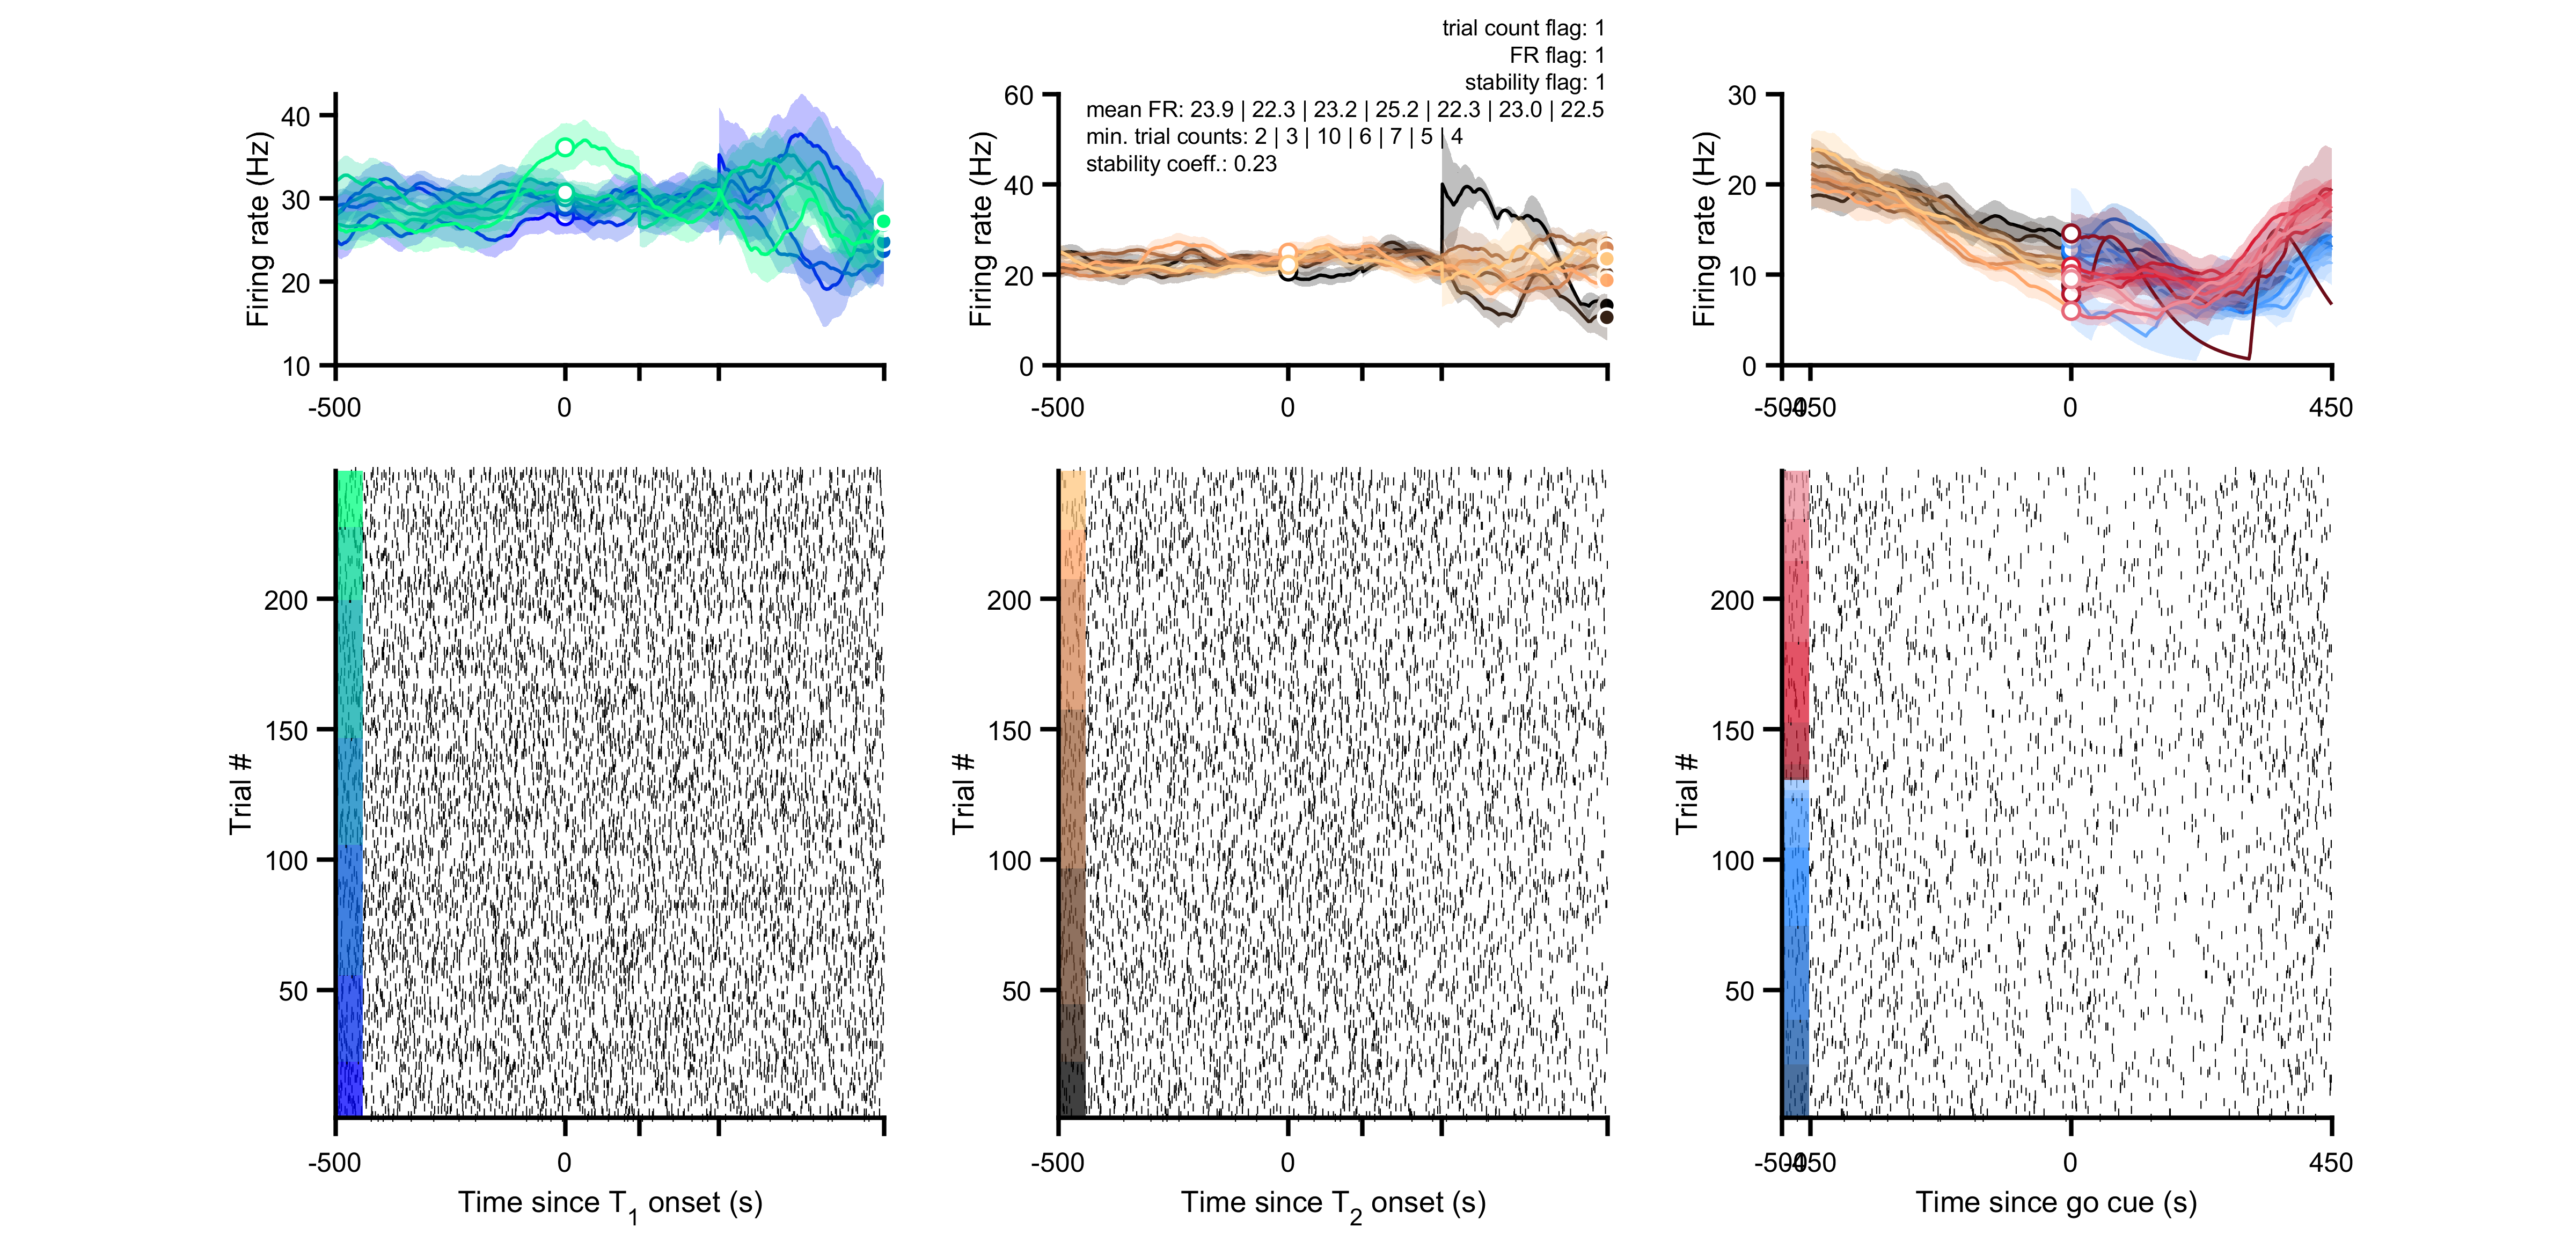 trial count flag: 1
FR flag: 1
stability flag: 1
mean FR: 23.9 | 22.3 | 23.2 | 25.2 | 22.3 | 23.0 | 22.5
min. trial counts: 2 | 3 | 10 | 6 | 7 | 5 | 4
stability coeff.: 0.23
Firing rate (Hz)
40
30
20
10
-500
0
Firing rate (Hz)
60
40
20
0
-500
0
Firing rate (Hz)
30
20
10
0
-500
-450
0
450
Trial #
200
150
100
50
-500
0
Time since T1 onset (s)
Trial #
200
150
100
50
-500
0
Time since T2 onset (s)
Trial #
200
150
100
50
-500
-450
0
450
Time since go cue (s)